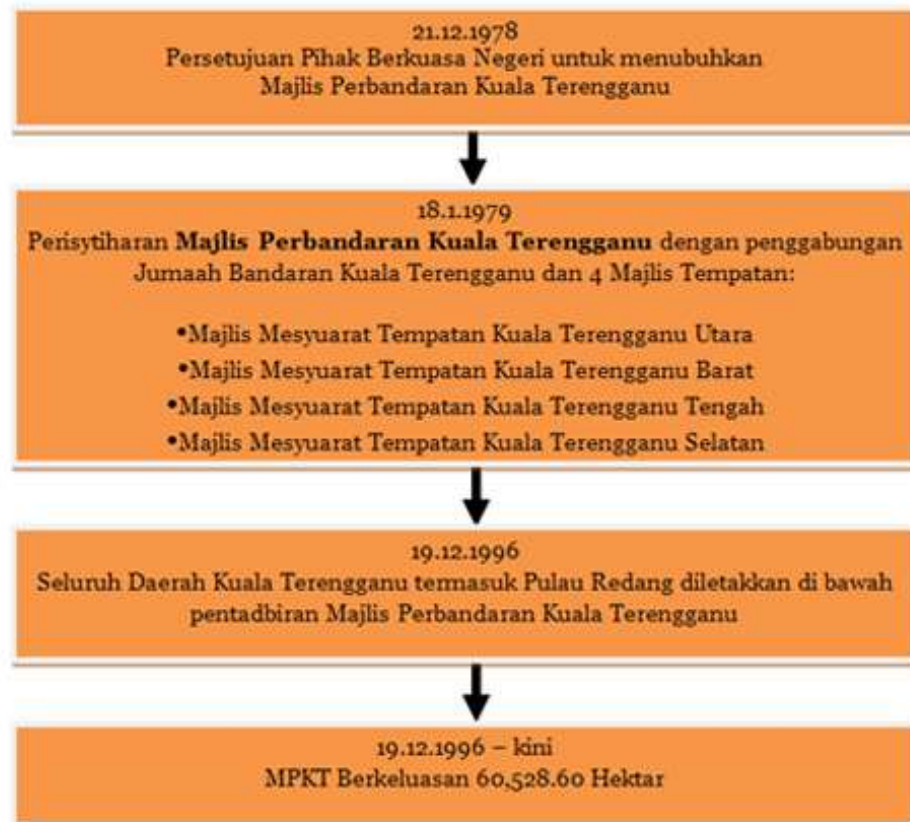 21.12.1978
Persetujuan Pihak Berkuasa Negeri untuk menubuhkan
Majlis Perbandaran Kuala Terengganu
18.1.1979
Perisytiharan Majlis Perbandaran Kuala Terengganu dengan penggabungan
Jumaah Bandaran Kuala Terengganu dan 4 Majlis Tempatan:
•Majlis Mesyuarat Tempatan Kuala Terengganu Utara
•Majlis Mesyuarat Tempatan Kuala Terengganu Barat
•Majlis Mesyuarat Tempatan Kuala Terengganu Tengah
•Majlis Mesyuarat Tempatan Kuala Terengganu Selatan
19.12.1996
Seluruh Daerah Kuala Terengganu termasuk Pulau Redang diletakkan di bawah
pentadbiran Majlis Perbandaran Kuala Terengganu
19.12.1996 – kini
MPKT Berkeluasan 60,528.60 Hektar